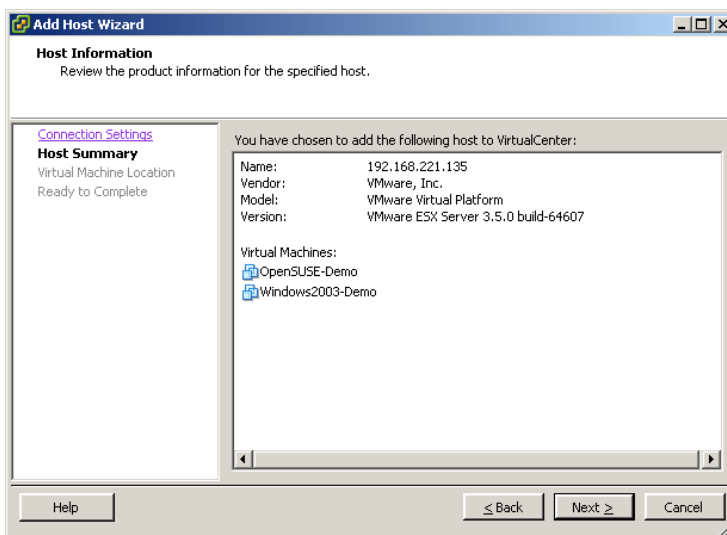 Add Host Wizard
Host Information
Review the product information for the specified host.
Connection Settings
Host Summary
Virtual Machine Location
Ready to Complete
You have chosen to add the following host to VirtualCenter:
Name: 192.168.221.135
Vendor: VMware, Inc.
Model: VMware Virtual Platform
Version: VMware ESX Server 3.5.0 build-64607
Virtual Machines:
OpenSUSE-Demo
Windows2003-Demo
Help
< Back
Next >
Cancel